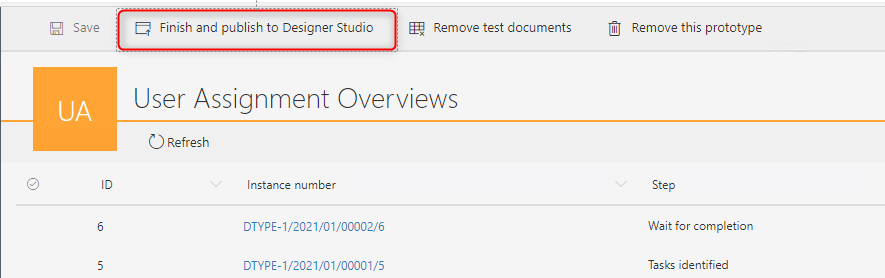 Save Finish and publish to Designer Studio Remove test documents Remove this prototype
UA User Assignment Overviews
Refresh
ID Instance number Step
6 DTYPE-1/2021/01/00002/6 Wait for completion
5 DTYPE-1/2021/01/00001/5 Tasks identified